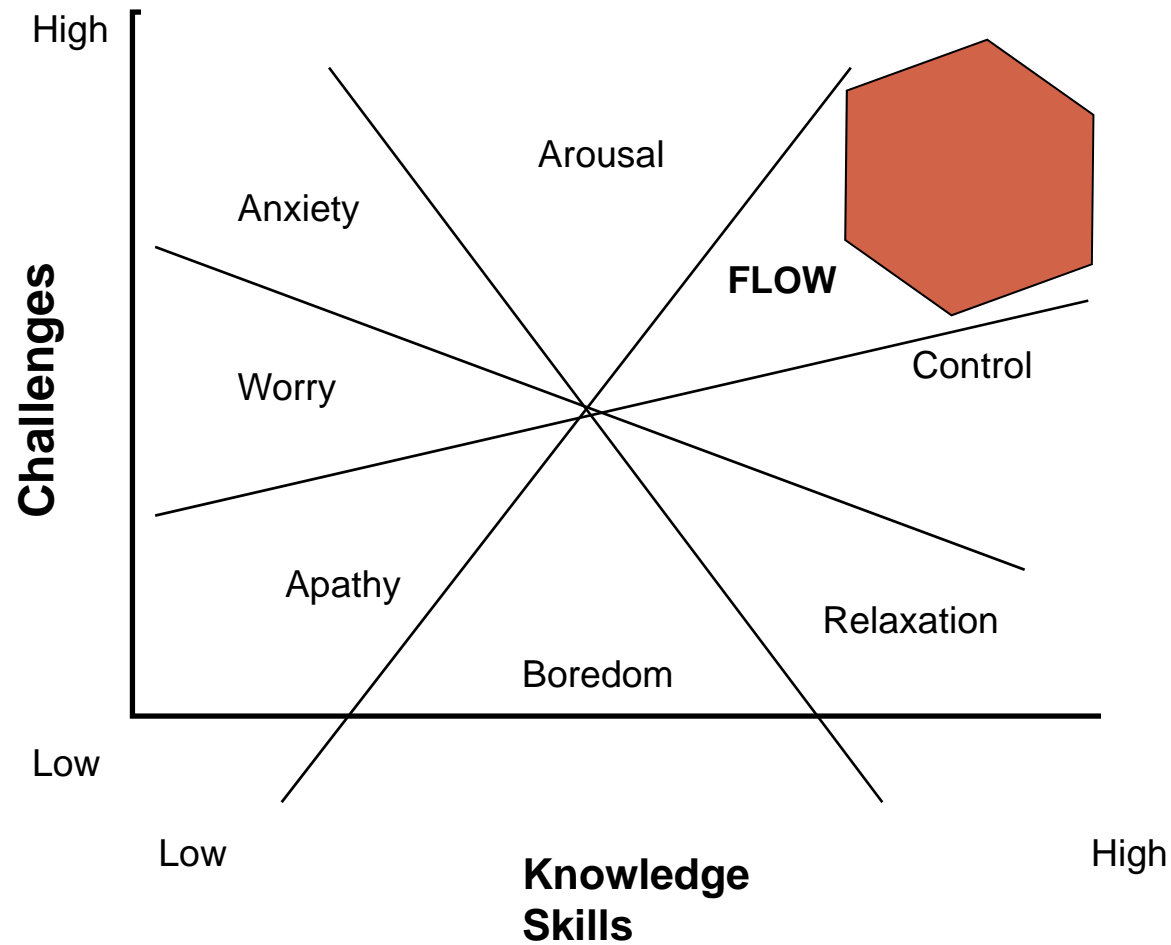 High
Arousal
Anxiety
FLOW
Control
Worry
Challenges
Apathy
Relaxation
Boredom
Low
Low
High
Knowledge
Skills